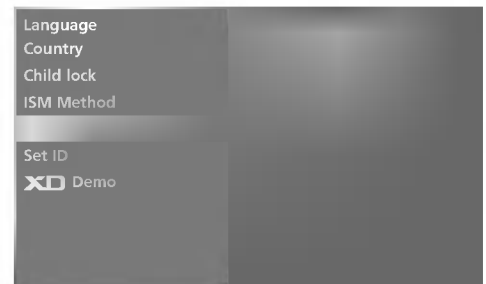 Language
Country
Child lock
ISM Method
Set ID
XD Demo